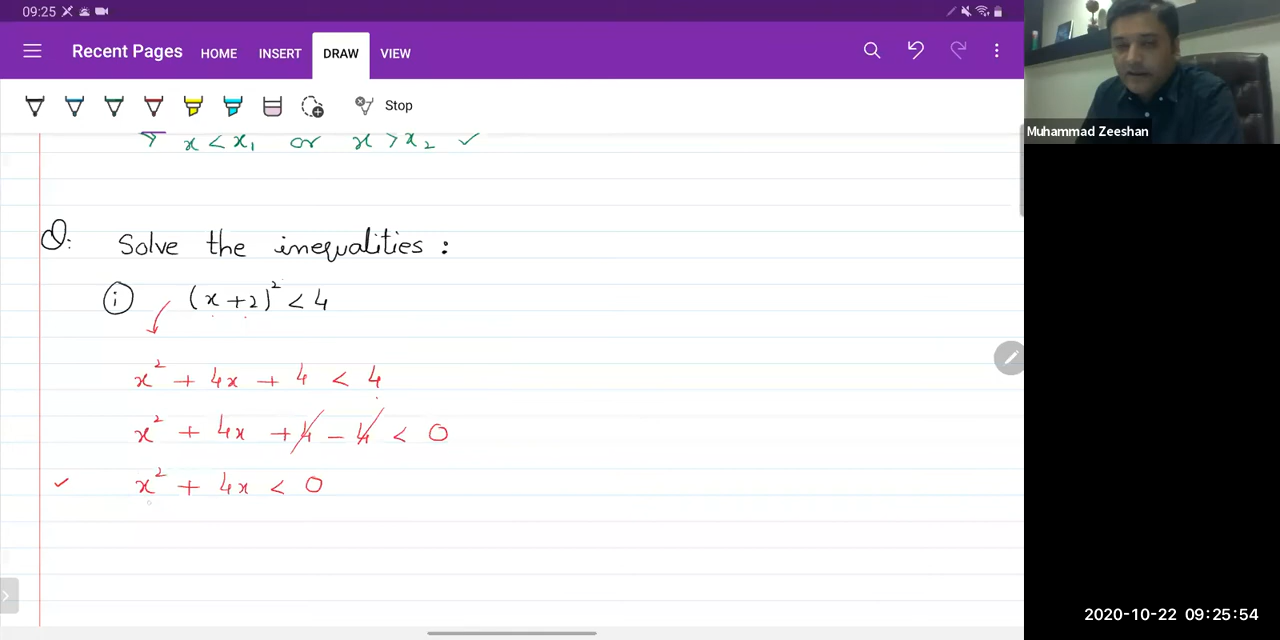 09:25
Recent Pages HOME INSERT DRAW VIEW
Stop
Muhammad Zeeshan
⇒ x < x₁ or x > x₂ ✓
Q: Solve the inequalities :
(i) (x + 2)² < 4
x² + 4x + 4 < 4
x² + 4x + 4 - 4 < 0
✓ x² + 4x < 0
2020-10-22 09:25:54